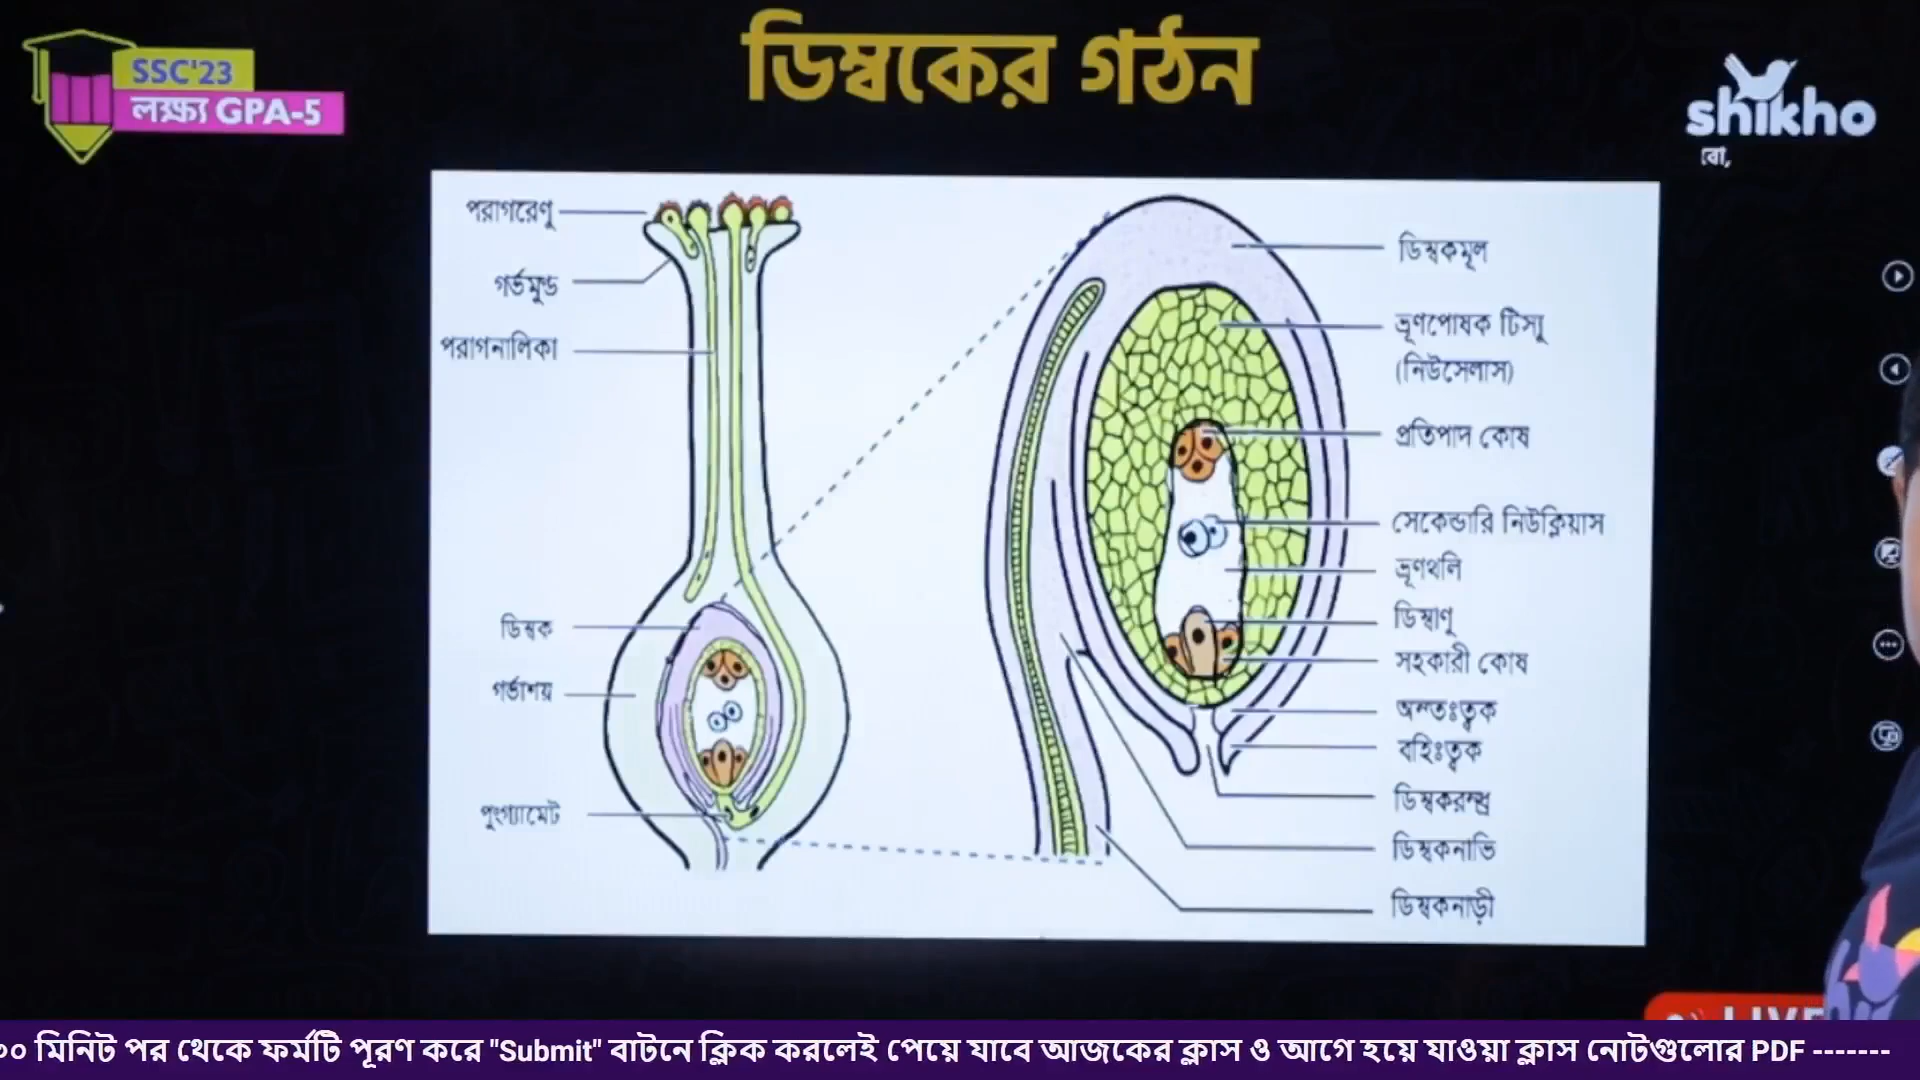 ডিম্বকের গঠন
SSC'23
লক্ষ্য GPA-5
shikho
বো,
পরাগরেণু
গর্ভমুন্ড
পরাগনালিকা
ডিম্বক
গর্ভাশয়
পুংগ্যামেট
ডিম্বকমূল
ভ্রূণপোষক টিস্যু
(নিউসেলাস)
প্রতিপাদ কোষ
সেকেন্ডারি নিউক্লিয়াস
ভ্রূণথলি
ডিম্বাণু
সহকারী কোষ
অন্তঃত্বক
বহিঃত্বক
ডিম্বকরন্ধ্র
ডিম্বকনাভি
ডিম্বকনাড়ী
LIVE
০ মিনিট পর থেকে ফর্মটি পূরণ করে "Submit" বাটনে ক্লিক করলেই পেয়ে যাবে আজকের ক্লাস ও আগে হয়ে যাওয়া ক্লাস নোটগুলোর PDF -------